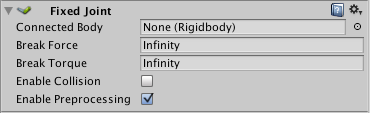 Fixed Joint
Connected Body None (Rigidbody)
Break Force Infinity
Break Torque Infinity
Enable Collision
Enable Preprocessing